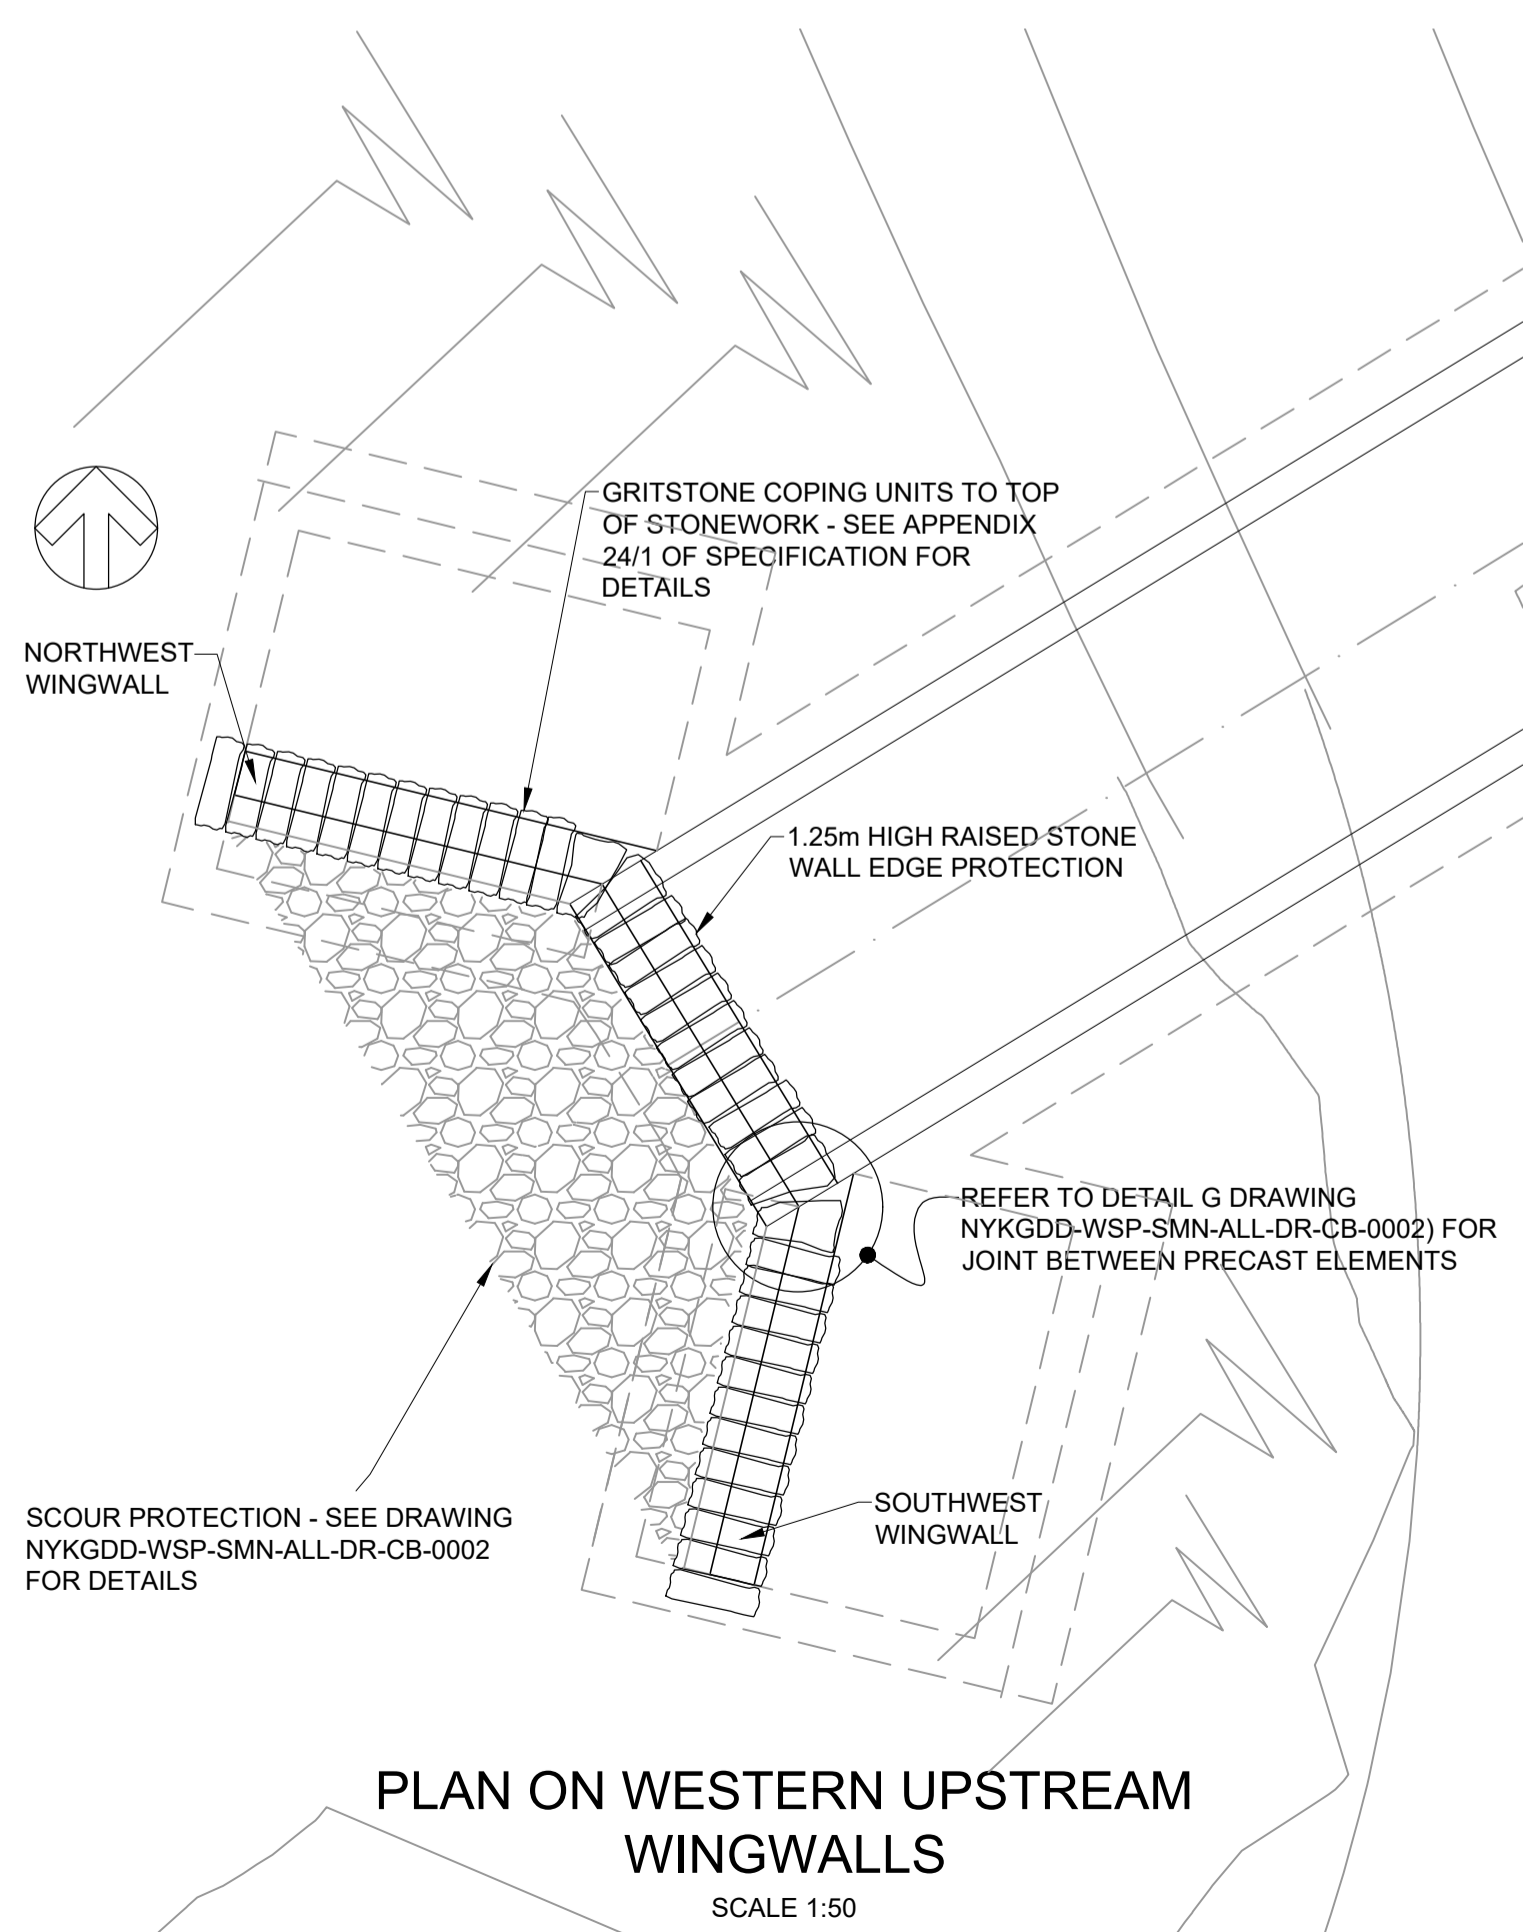 GRITSTONE COPING UNITS TO TOP
OF STONEWORK - SEE APPENDIX
24/1 OF SPECIFICATION FOR
DETAILS
NORTHWEST
WINGWALL
1.25m HIGH RAISED STONE
WALL EDGE PROTECTION
REFER TO DETAIL G DRAWING
NYKGDD-WSP-SMN-ALL-DR-CB-0002) FOR
JOINT BETWEEN PRECAST ELEMENTS
SCOUR PROTECTION - SEE DRAWING
NYKGDD-WSP-SMN-ALL-DR-CB-0002
FOR DETAILS
SOUTHWEST
WINGWALL
PLAN ON WESTERN UPSTREAM
WINGWALLS
SCALE 1:50